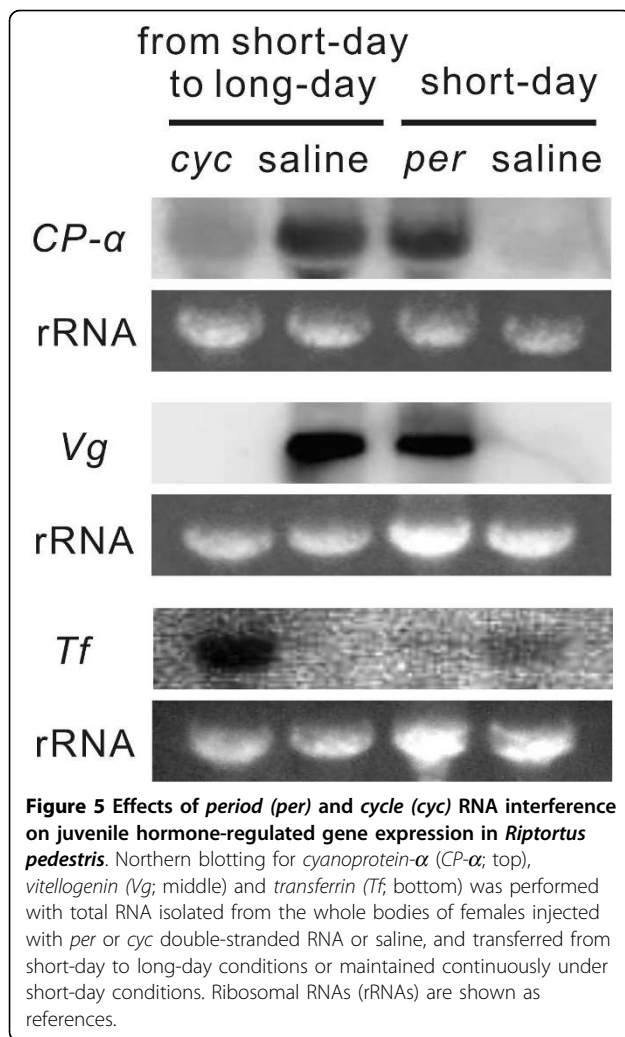 from short-day
to long-day
short-day
cyc saline per saline
CP-α
rRNA
Vg
rRNA
Tf
rRNA
Figure 5 Effects of period (per) and cycle (cyc) RNA interference
on juvenile hormone-regulated gene expression in Riptortus
pedestris. Northern blotting for cyanoprotein-α (CP-α; top),
vitellogenin (Vg; middle) and transferrin (Tf; bottom) was performed
with total RNA isolated from the whole bodies of females injected
with per or cyc double-stranded RNA or saline, and transferred from
short-day to long-day conditions or maintained continuously under
short-day conditions. Ribosomal RNAs (rRNAs) are shown as
references.